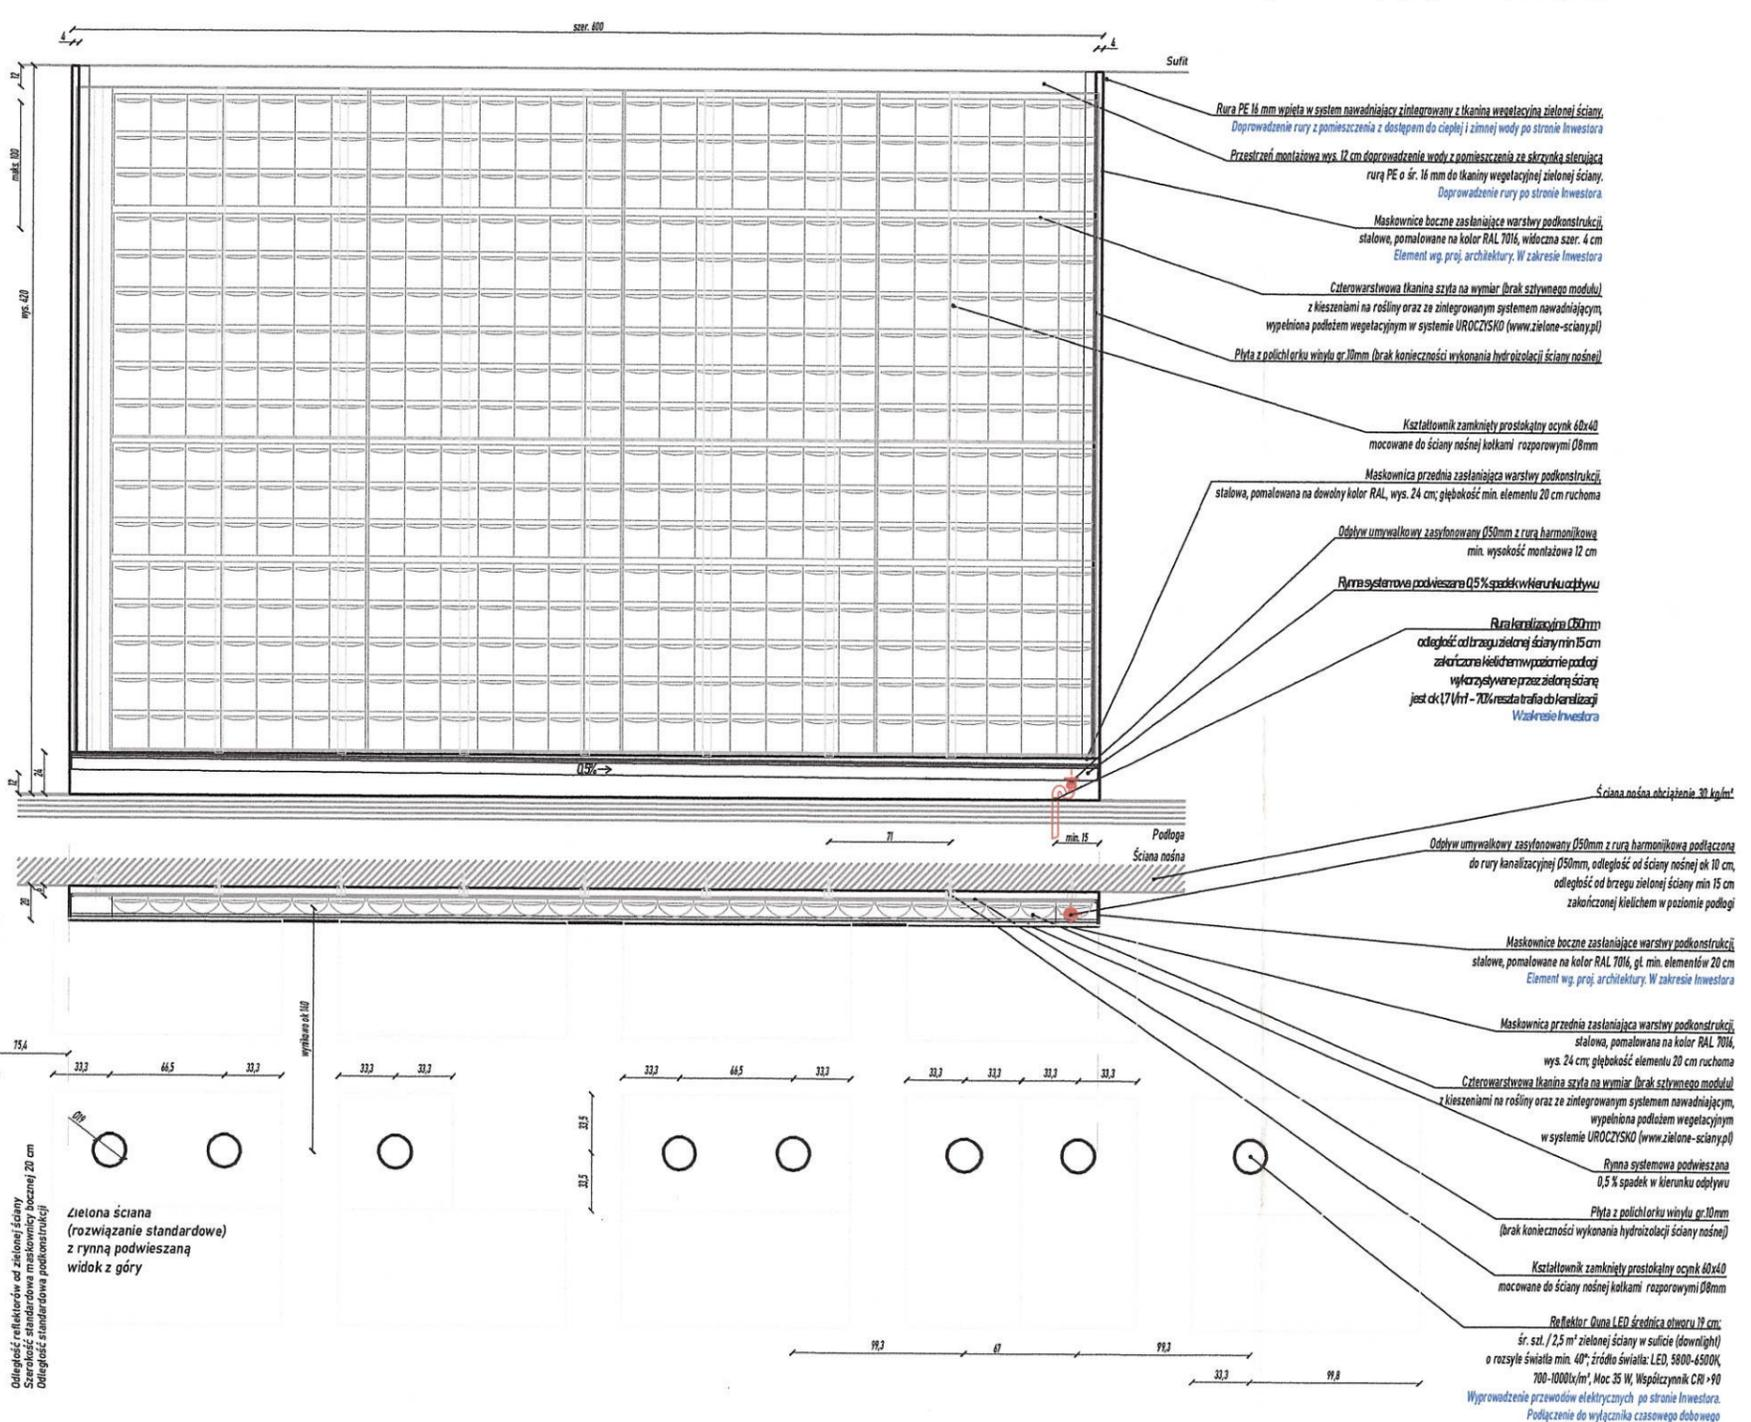 szer. 600
4
4
12
maks. 100
wys. 420
24
12
Sufit
Rura PE 16 mm wpięta w system nawadniający zintegrowany z tkaniną wegetacyjną zielonej ściany.
Doprowadzenie rury z pomieszczenia z dostępem do ciepłej i zimnej wody po stronie Inwestora
Przestrzeń montażowa wys. 12 cm doprowadzenie wody z pomieszczenia ze skrzynką sterującą
rurą PE o śr. 16 mm do tkaniny wegetacyjnej zielonej ściany.
Doprowadzenie rury po stronie Inwestora.
Maskownice boczne zasłaniające warstwy podkonstrukcji,
stalowe, pomalowane na kolor RAL 7016, widoczna szer. 4 cm
Element wg. proj. architektury. W zakresie Inwestora
Czterowarstwowa tkanina szyta na wymiar (brak sztywnego modułu)
z kieszeniami na rośliny oraz ze zintegrowanym systemem nawadniającym,
wypełniona podłożem wegetacyjnym w systemie UROCZYSKO (www.zielone-sciany.pl)
Płyta z polichlorku winylu gr.10mm (brak konieczności wykonania hydroizolacji ściany nośnej)
Kształtownik zamknięty prostokątny ocynk 60x40
mocowane do ściany nośnej kołkami rozporowymi Ø8mm
Maskownica przednia zasłaniająca warstwy podkonstrukcji,
stalowa, pomalowana na dowolny kolor RAL, wys. 24 cm; głębokość min. elementu 20 cm ruchoma
Odpływ umywalkowy zasyfonowany Ø50mm z rurą harmonijkową
min. wysokość montażowa 12 cm
Rynna systemowa podwieszana 0,5 % spadek w kierunku odpływu
Rura kanalizacyjna Ø50mm
odległość od brzegu zielonej ściany min 15 cm
zakończona kielichem w poziomie podłogi
wykorzystywane przez zieloną ścianę
jest ok 1,7 l/m² - 70% reszta trafia do kanalizacji
W zakresie Inwestora
0,5%→
71
min. 15
Podłoga
Ściana nośna
20
Ściana nośna obciążenie 30 kg/m²
Odpływ umywalkowy zasyfonowany Ø50mm z rurą harmonijkową podłączoną
do rury kanalizacyjnej Ø50mm, odległość od ściany nośnej ok 10 cm,
odległość od brzegu zielonej ściany min 15 cm
zakończonej kielichem w poziomie podłogi
Maskownice boczne zasłaniające warstwy podkonstrukcji,
stalowe, pomalowane na kolor RAL 7016, gł. min. elementów 20 cm
Element wg. proj. architektury. W zakresie Inwestora
Maskownica przednia zasłaniająca warstwy podkonstrukcji,
stalowa, pomalowana na kolor RAL 7016,
wys. 24 cm; głębokość elementu 20 cm ruchoma
Czterowarstwowa tkanina szyta na wymiar (brak sztywnego modułu)
z kieszeniami na rośliny oraz ze zintegrowanym systemem nawadniającym,
wypełniona podłożem wegetacyjnym
w systemie UROCZYSKO (www.zielone-sciany.pl)
Rynna systemowa podwieszana
0,5 % spadek w kierunku odpływu
Płyta z polichlorku winylu gr.10mm
(brak konieczności wykonania hydroizolacji ściany nośnej)
Kształtownik zamknięty prostokątny ocynk 60x40
mocowane do ściany nośnej kołkami rozporowymi Ø8mm
Reflektor Quna LED średnica otworu 19 cm;
śr. szt. / 2,5 m² zielonej ściany w suficie (downlight)
o rozsyle światła min. 40°; źródło światła: LED, 5800-6500K,
700-1000lx/m², Moc 35 W, Współczynnik CRI >90
Wyprowadzenie przewodów elektrycznych po stronie Inwestora.
Podłączenie do wyłącznika czasowego dobowego
wynikowo ok 140
75,4
33,3 66,5 33,3 33,3 33,3 33,3 66,5 33,3 33,3 33,3 33,3 33,3
Ø19
33,5
33,5
Zielona ściana
(rozwiązanie standardowe)
z rynną podwieszaną
widok z góry
Odległość reflektorów od zielonej ściany
Szerokość standardowa maskownicy bocznej 20 cm
Odległość standardowa podkonstrukcji
99,3 67 99,3
33,3 99,8